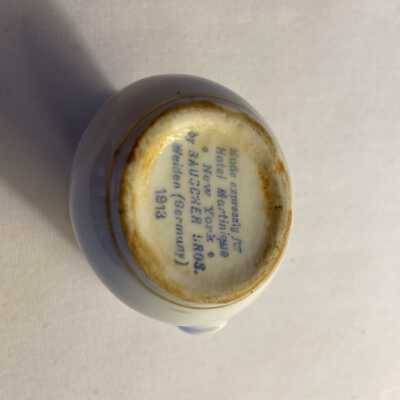 Made expressly for
Hotel Martinique
* New York *
by BAUSCHER BROS.
Weiden (Germany)
1913